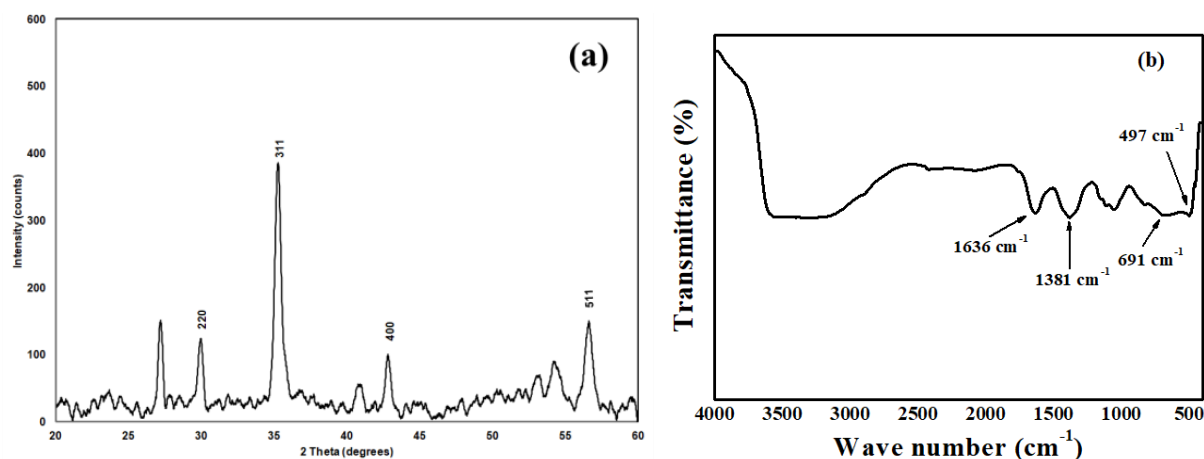 (a)
Intensity (counts)
600
500
400
300
200
100
0
220
311
400
511
20 25 30 35 40 45 50 55 60
2 Theta (degrees)
(b)
Transmittance (%)
1636 cm-1
1381 cm-1
691 cm-1
497 cm-1
4000 3500 3000 2500 2000 1500 1000 500
Wave number (cm-1)